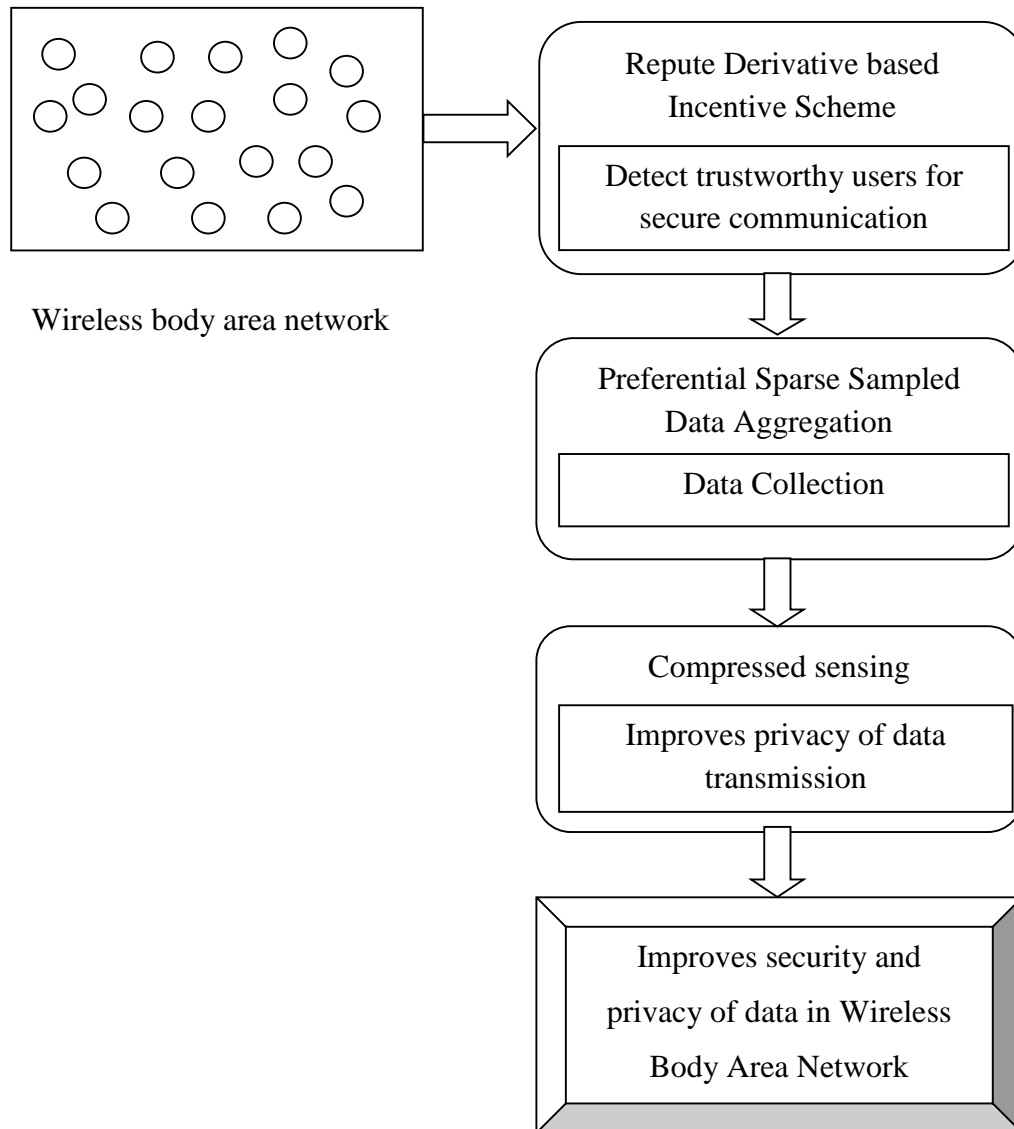 Repute Derivative based
Incentive Scheme
Detect trustworthy users for
secure communication
Wireless body area network
Preferential Sparse Sampled
Data Aggregation
Data Collection
Compressed sensing
Improves privacy of data
transmission
Improves security and
privacy of data in Wireless
Body Area Network